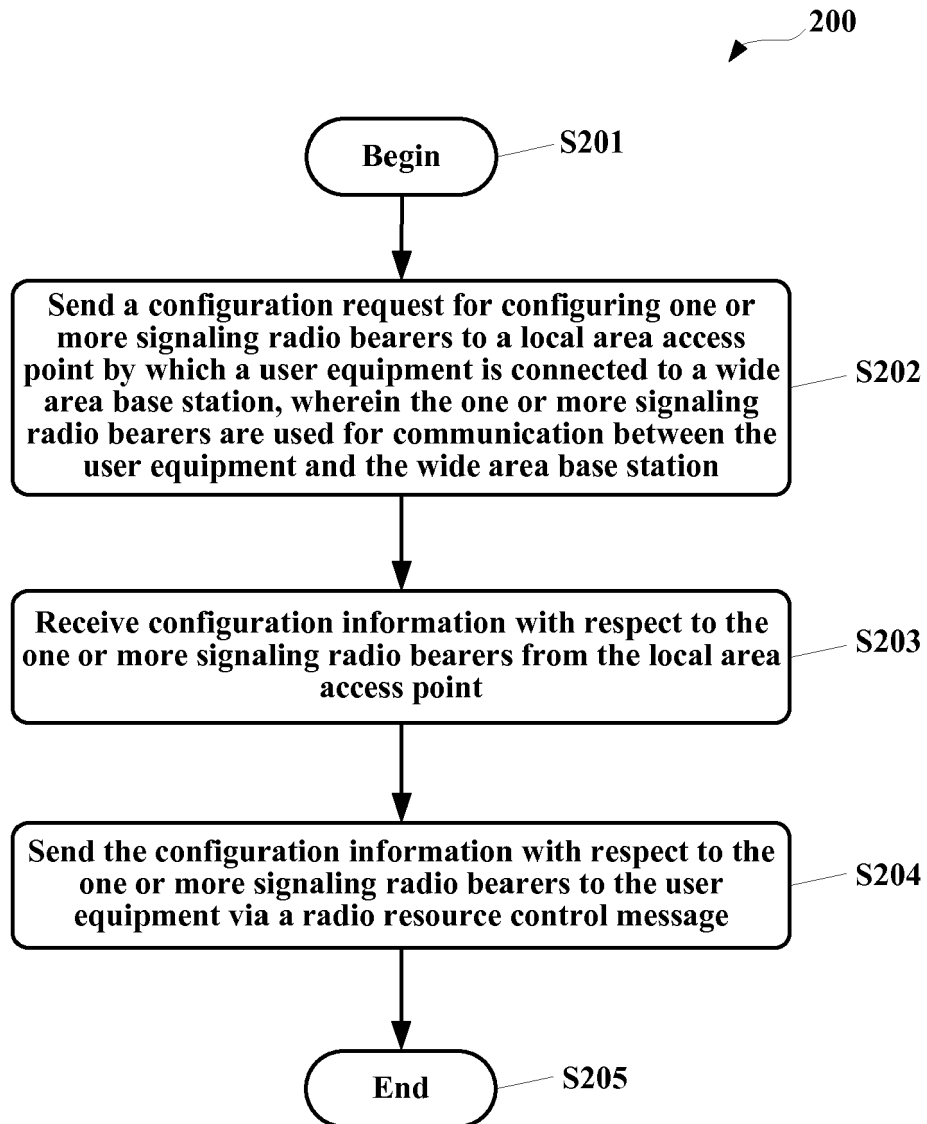 200
Begin
S201
Send a configuration request for configuring one or
more signaling radio bearers to a local area access
point by which a user equipment is connected to a wide
area base station, wherein the one or more signaling
radio bearers are used for communication between the
user equipment and the wide area base station
S202
Receive configuration information with respect to the
one or more signaling radio bearers from the local area
access point
S203
Send the configuration information with respect to the
one or more signaling radio bearers to the user
equipment via a radio resource control message
S204
End
S205